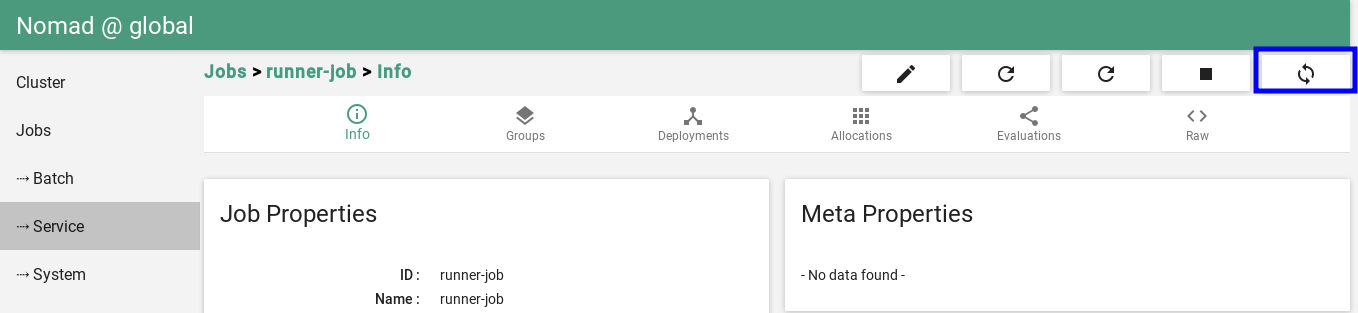 Nomad @ global
Cluster
Jobs
⤑ Batch
⤑ Service
⤑ System
Jobs > runner-job > Info
Info
Groups
Deployments
Allocations
Evaluations
Raw
Job Properties
ID : runner-job
Name : runner-job
Meta Properties
- No data found -